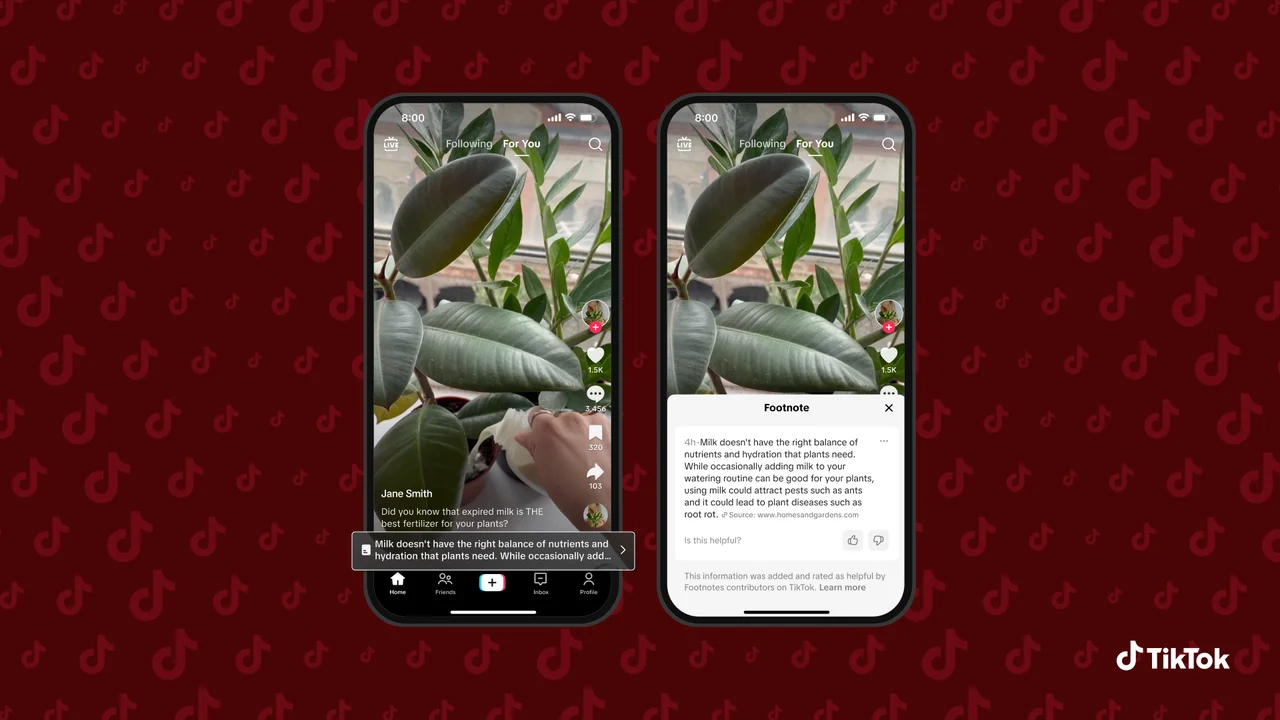 8:00
LIVE
Following For You
1.5K
3,456
320
103
Jane Smith
Did you know that expired milk is THE
best fertilizer for your plants?
Milk doesn't have the right balance of nutrients and
hydration that plants need. While occasionally add...
Home Friends Inbox Profile
8:00
LIVE
Following For You
1.5K
Footnote
4h-Milk doesn't have the right balance of
nutrients and hydration that plants need.
While occasionally adding milk to your
watering routine can be good for your plants,
using milk could attract pests such as ants
and it could lead to plant diseases such as
root rot. Source: www.homesandgardens.com
Is this helpful?
This information was added and rated as helpful by
Footnotes contributors on TikTok. Learn more
TikTok